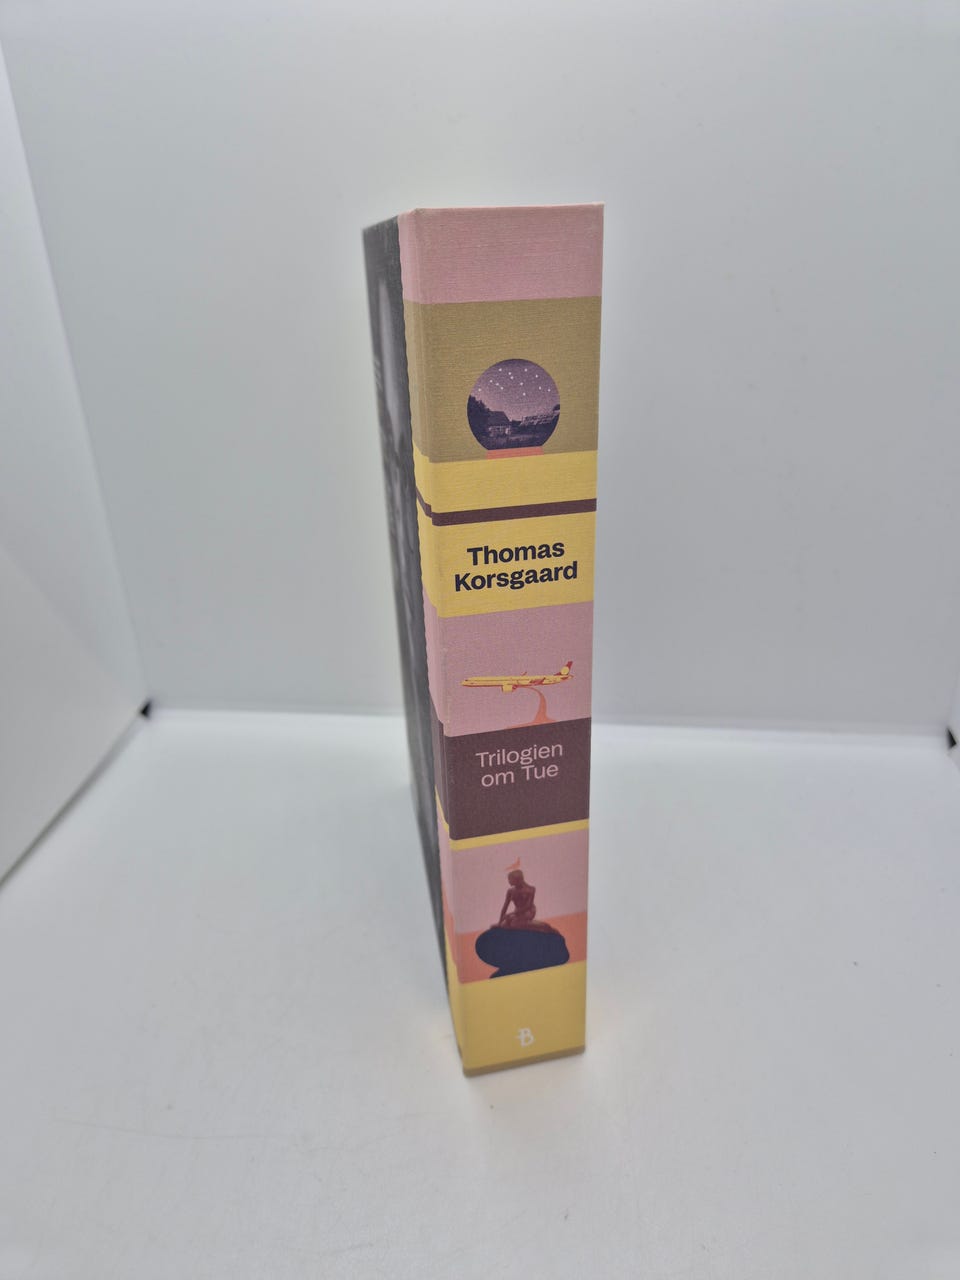 Thomas
Korsgaard
Trilogien
om Tue
B